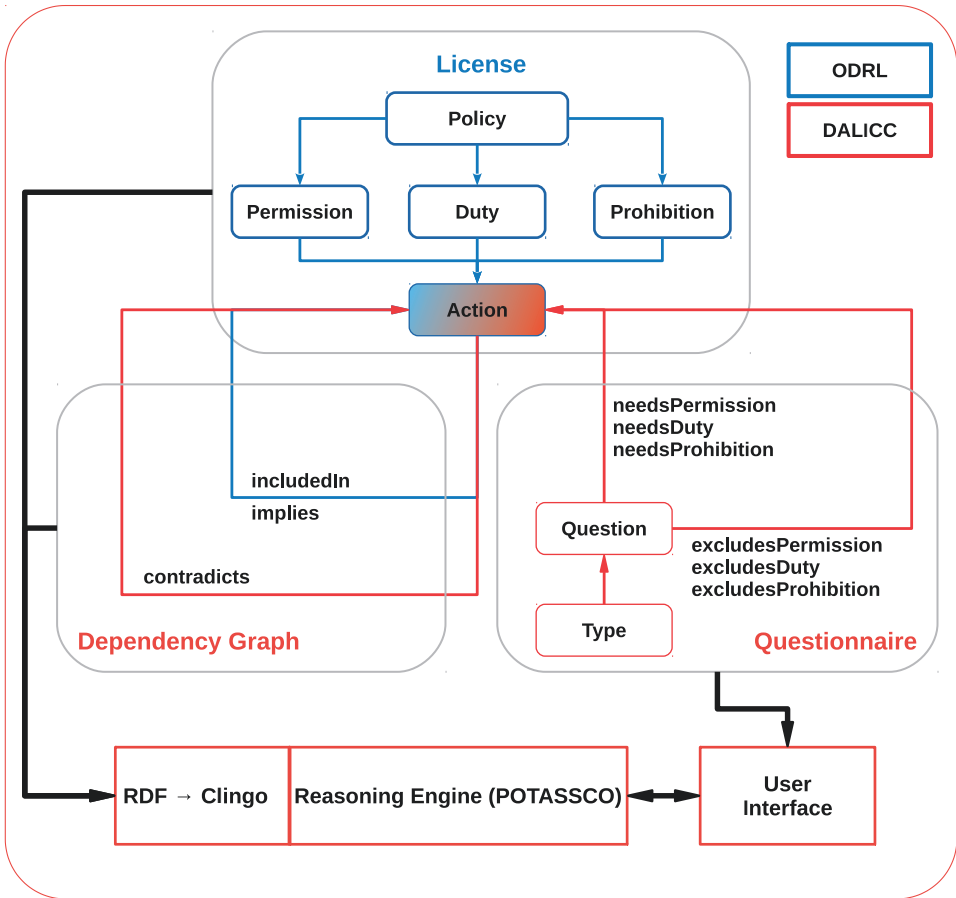 License
ODRL
DALICC
Policy
Permission
Duty
Prohibition
Action
needsPermission
needsDuty
needsProhibition
includedIn
implies
contradicts
Question
excludesPermission
excludesDuty
excludesProhibition
Type
Dependency Graph
Questionnaire
RDF → Clingo
Reasoning Engine (POTASSCO)
User
Interface